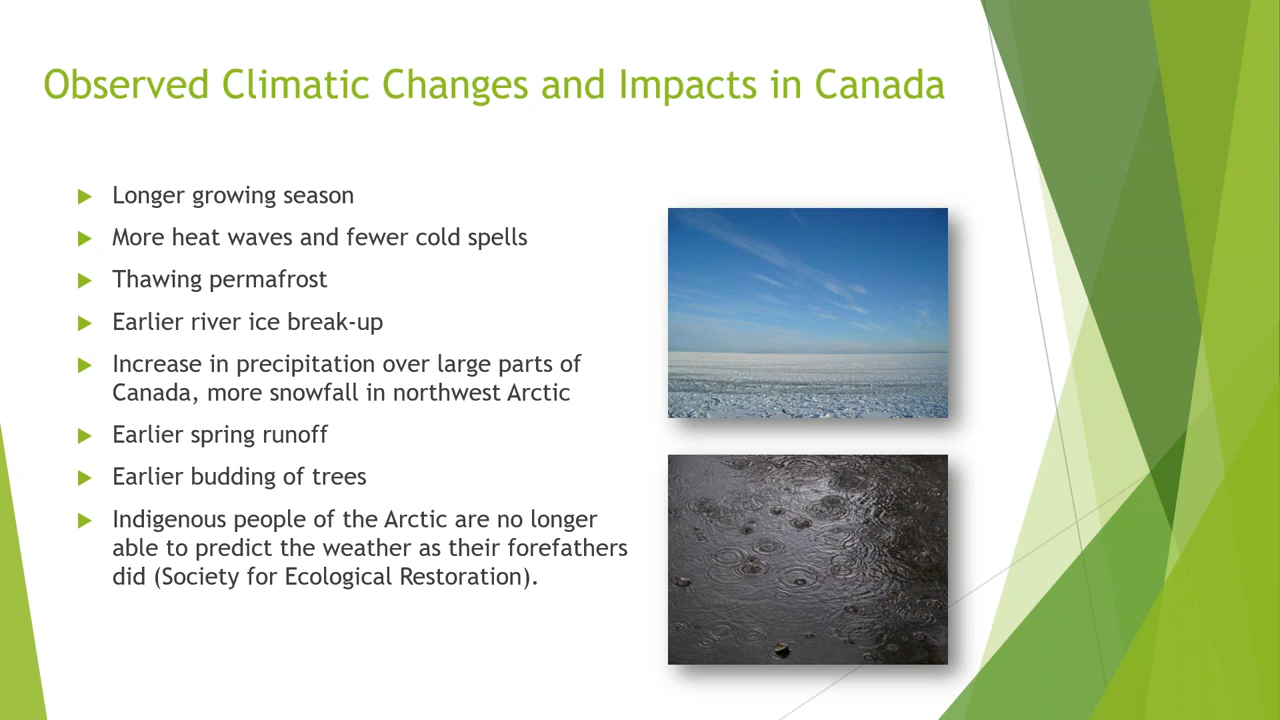 Observed Climatic Changes and Impacts in Canada
Longer growing season
More heat waves and fewer cold spells
Thawing permafrost
Earlier river ice break-up
Increase in precipitation over large parts of
Canada, more snowfall in northwest Arctic
Earlier spring runoff
Earlier budding of trees
Indigenous people of the Arctic are no longer
able to predict the weather as their forefathers
did (Society for Ecological Restoration).